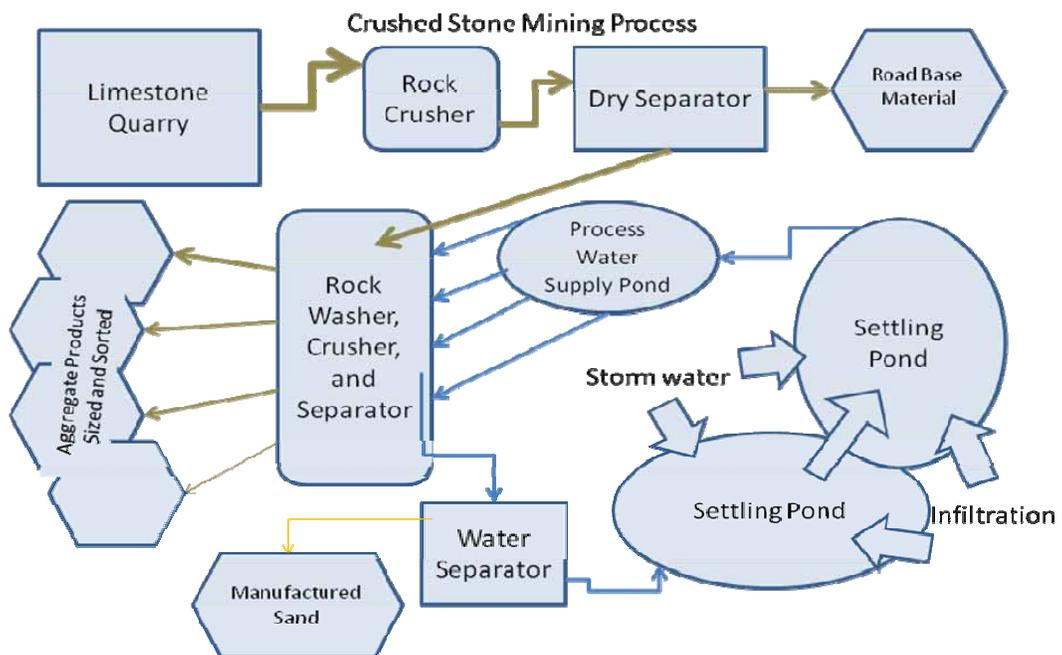 Crushed Stone Mining Process
Limestone
Quarry
Rock
Crusher
Dry Separator
Road Base
Material
Rock
Washer,
Crusher,
and
Separator
Process
Water
Supply Pond
Settling
Pond
Aggregate Products
Sized and Sorted
Storm water
Settling Pond
Infiltration
Water
Separator
Manufactured
Sand